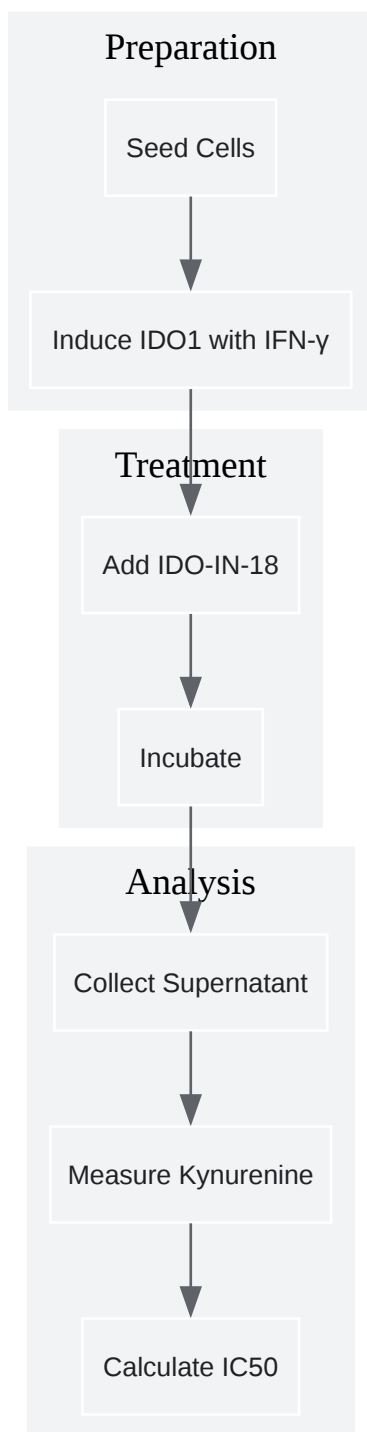 Preparation
Seed Cells
Induce IDO1 with IFN-γ
Treatment
Add IDO-IN-18
Incubate
Analysis
Collect Supernatant
Measure Kynurenine
Calculate IC50